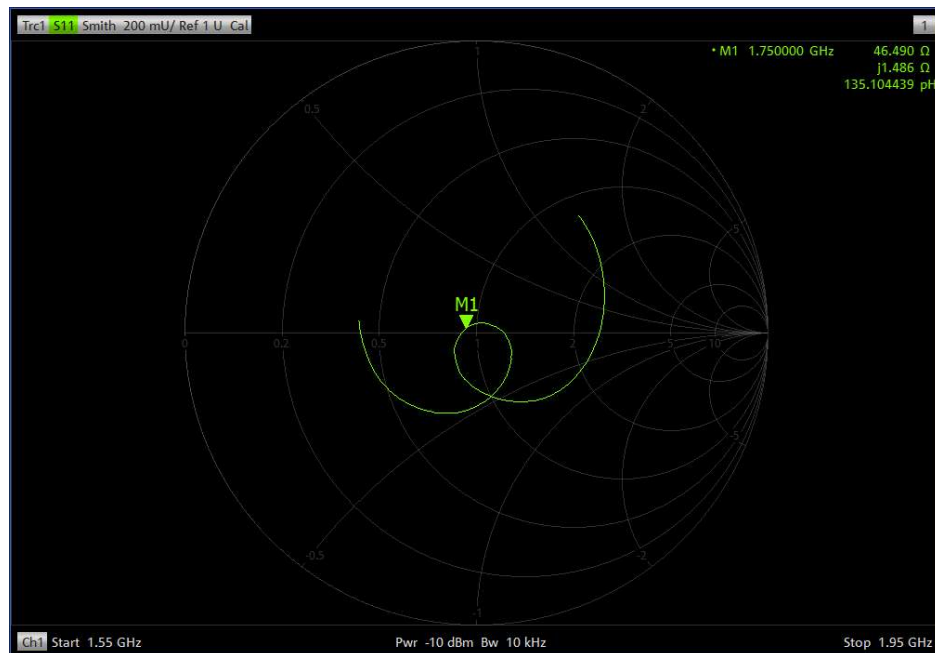 Trc1 S11 Smith 200 mU/ Ref 1 U Cal 1
• M1 1.750000 GHz 46.490 Ω
j1.486 Ω
135.104439 pH
1
0.5 2
5
M1
0 0.2 0.5 1 2 5 10
-5
-0.5 -2
-1
Ch1 Start 1.55 GHz Pwr -10 dBm Bw 10 kHz Stop 1.95 GHz